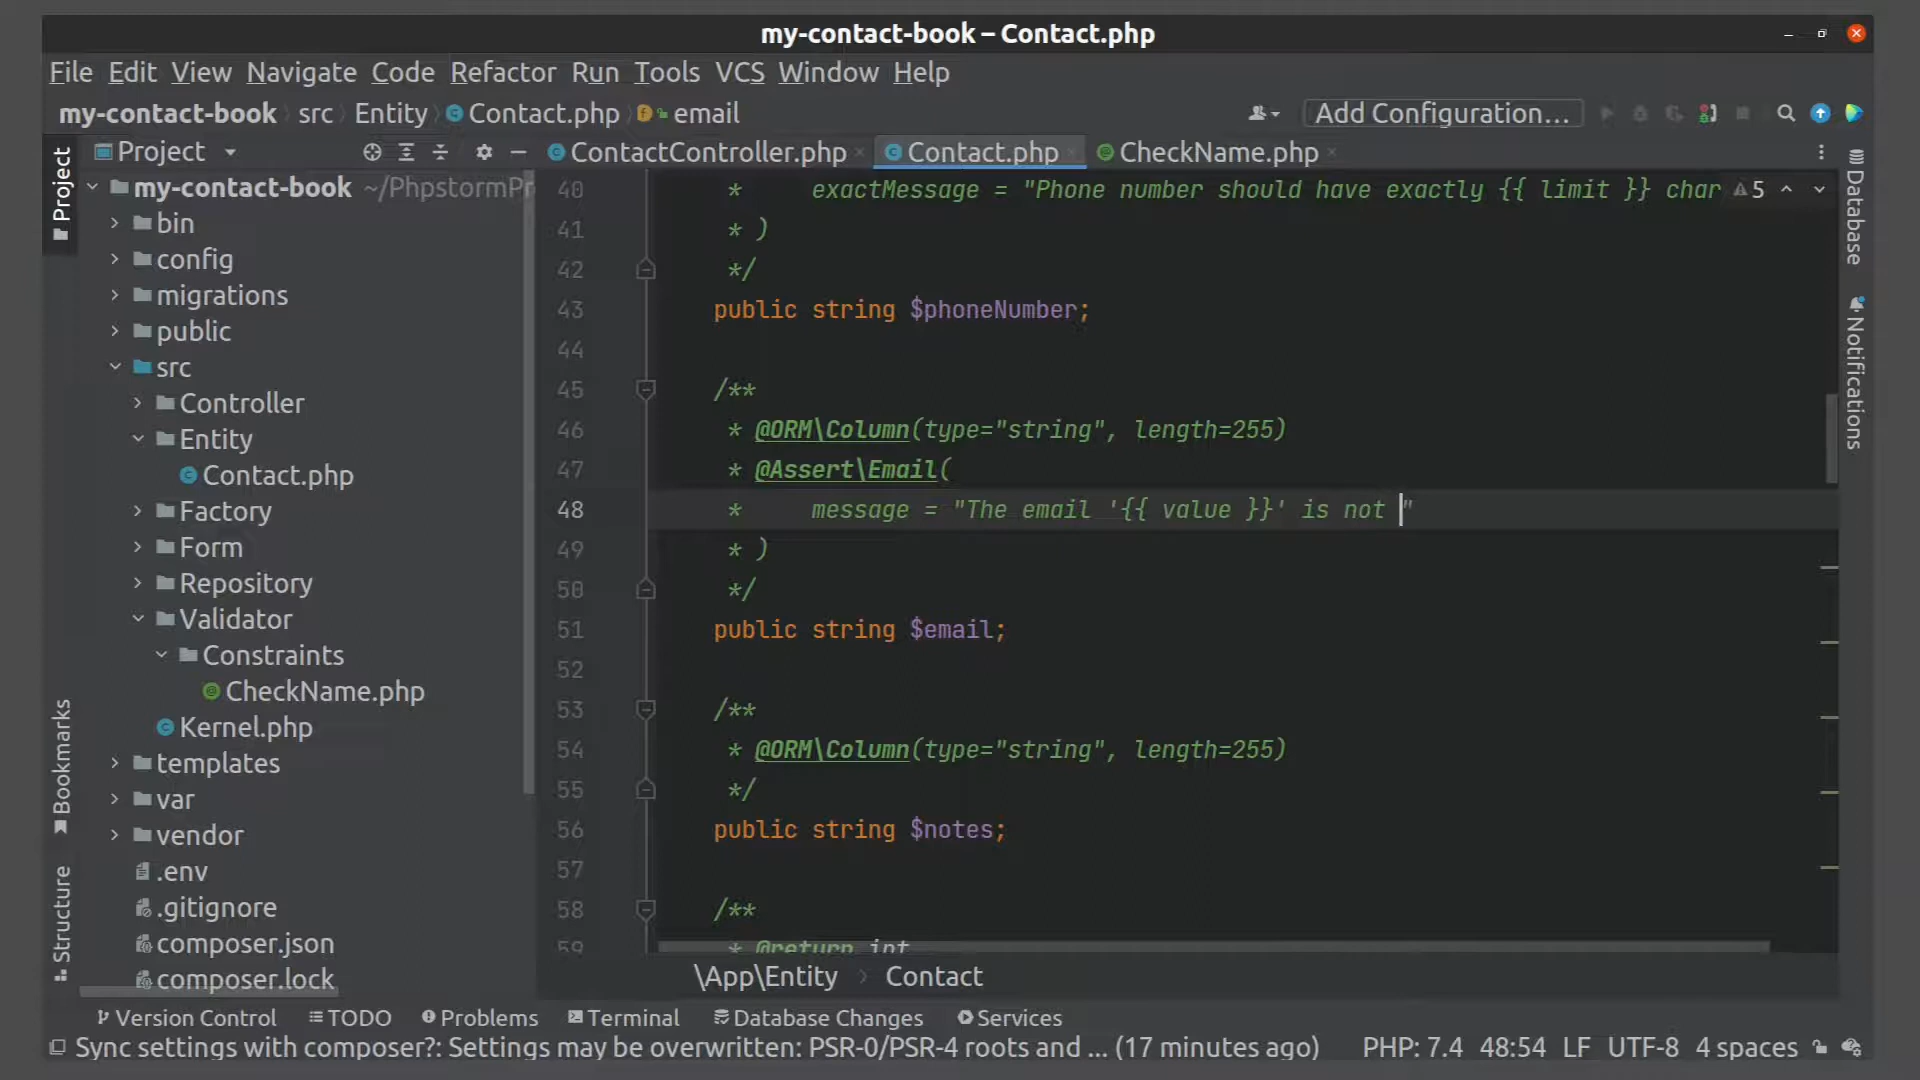 my-contact-book – Contact.php
File Edit View Navigate Code Refactor Run Tools VCS Window Help
my-contact-book src Entity Contact.php email Add Configuration...
Project
Project
ContactController.php Contact.php CheckName.php
my-contact-book ~/PhpstormPr
bin
config
migrations
public
src
Controller
Entity
Contact.php
Factory
Form
Repository
Validator
Constraints
CheckName.php
Kernel.php
templates
var
vendor
.env
.gitignore
composer.json
composer.lock
40 * exactMessage = "Phone number should have exactly {{ limit }} char 5
41 * )
42 */
43 public string $phoneNumber;
44
45 /**
46 * @ORM\Column(type="string", length=255)
47 * @Assert\Email(
48 * message = "The email '{{ value }}' is not "
49 * )
50 */
51 public string $email;
52
53 /**
54 * @ORM\Column(type="string", length=255)
55 */
56 public string $notes;
57
58 /**
59 * @return int
\App\Entity Contact
Database
Notifications
Bookmarks
Structure
Version Control TODO Problems Terminal Database Changes Services
Sync settings with composer?: Settings may be overwritten: PSR-0/PSR-4 roots and ... (17 minutes ago) PHP: 7.4 48:54 LF UTF-8 4 spaces